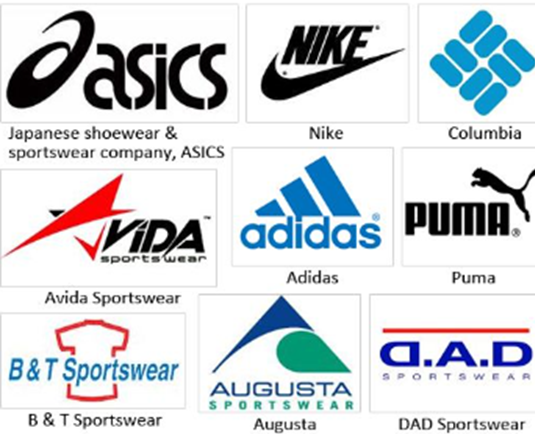 asics
NIKE®
Japanese shoewear &
sportswear company, ASICS
Nike
Columbia
AViDA™
sportswear
adidas®
PUMA®
Avida Sportswear
Adidas
Puma
B & T Sportswear
AUGUSTA
SPORTSWEAR
D.A.D
SPORTSWEAR
B & T Sportswear
Augusta
DAD Sportswear